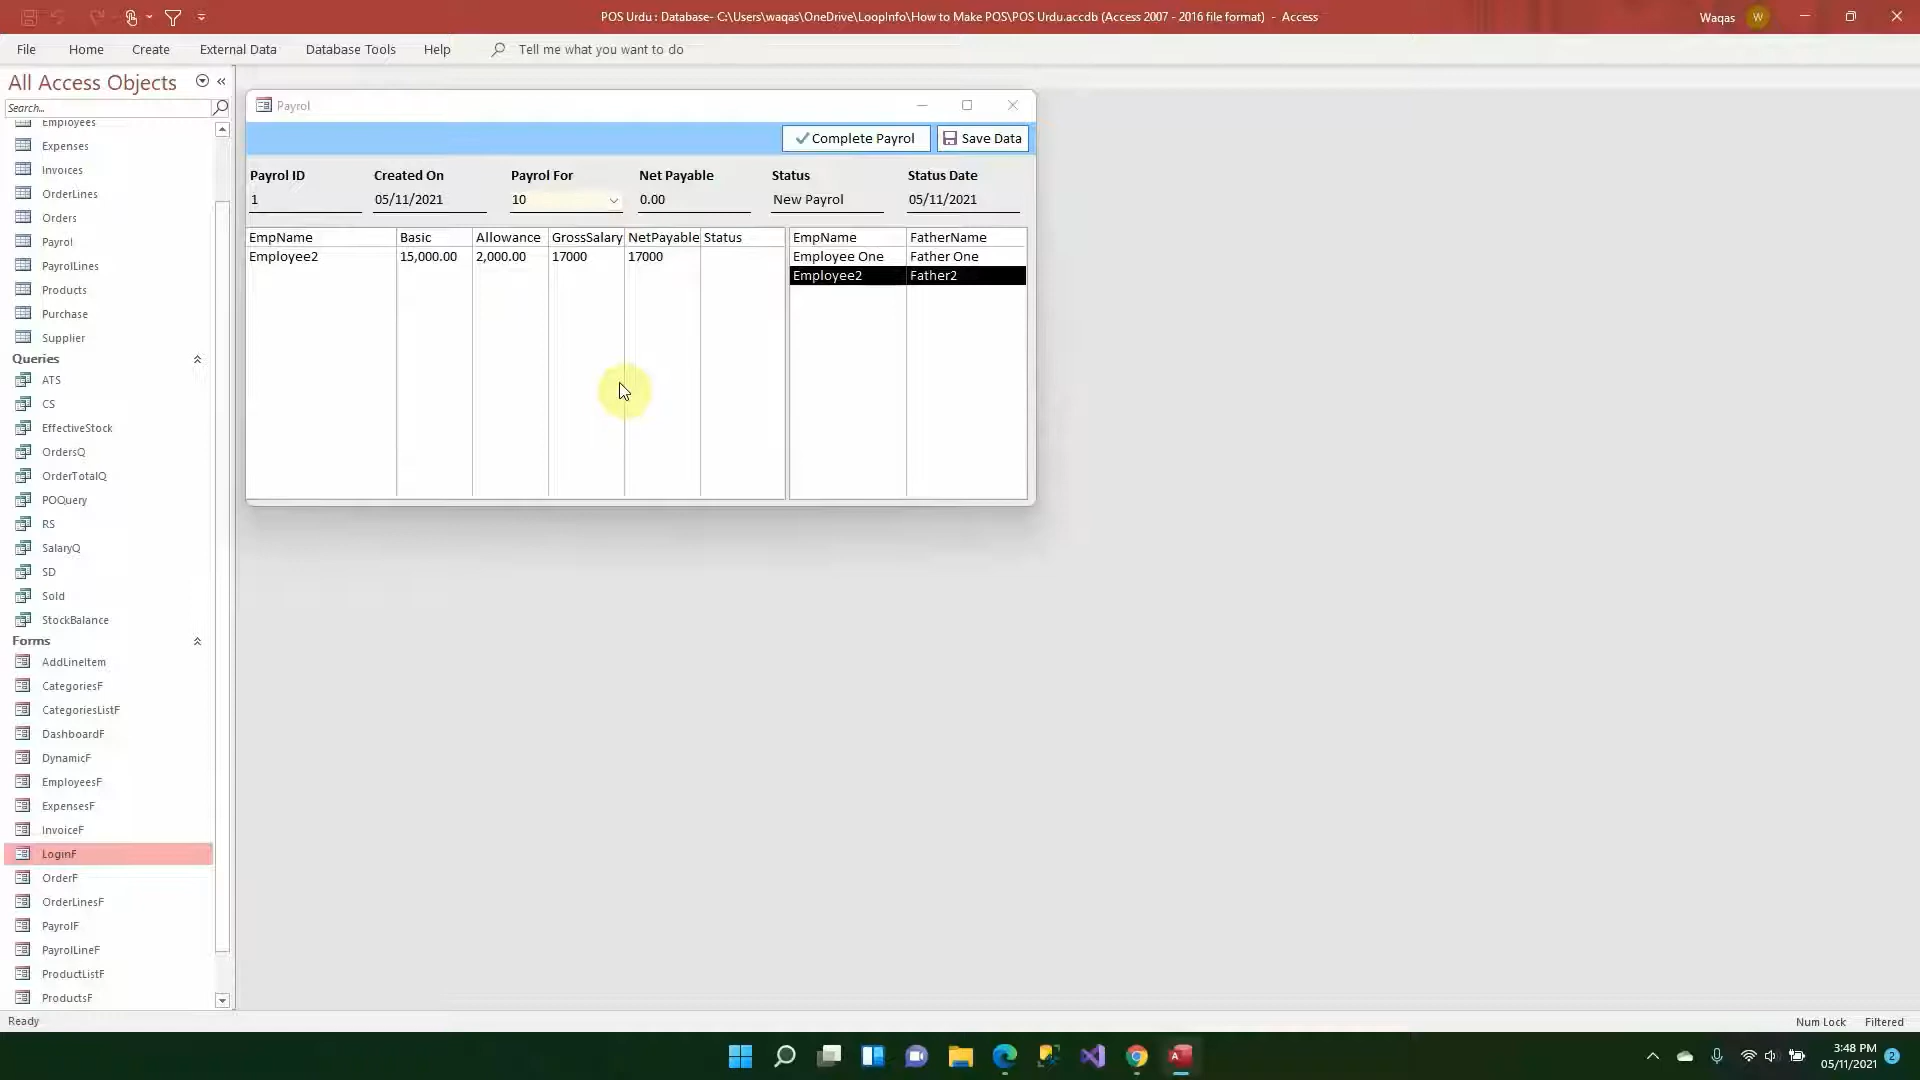 POS Urdu : Database- C:\Users\waqas\OneDrive\LoopInfo\How to Make POS\POS Urdu.accdb (Access 2007 - 2016 file format) - Access
Waqas
W
File
Home
Create
External Data
Database Tools
Help
Tell me what you want to do
All Access Objects
Search...
Employees
Expenses
Invoices
OrderLines
Orders
Payrol
PayrolLines
Products
Purchase
Supplier
Queries
ATS
CS
EffectiveStock
OrdersQ
OrderTotalQ
POQuery
RS
SalaryQ
SD
Sold
StockBalance
Forms
AddLineItem
CategoriesF
CategoriesListF
DashboardF
DynamicF
EmployeesF
ExpensesF
InvoiceF
LoginF
OrderF
OrderLinesF
PayrolF
PayrolLineF
ProductListF
ProductsF
Payrol
Complete Payrol
Save Data
Payrol ID
Created On
Payrol For
Net Payable
Status
Status Date
1
05/11/2021
10
0.00
New Payrol
05/11/2021
EmpName
Basic
Allowance
GrossSalary
NetPayable
Status
Employee2
15,000.00
2,000.00
17000
17000
EmpName
FatherName
Employee One
Father One
Employee2
Father2
Ready
Num Lock
Filtered
A
3:48 PM
05/11/2021
2